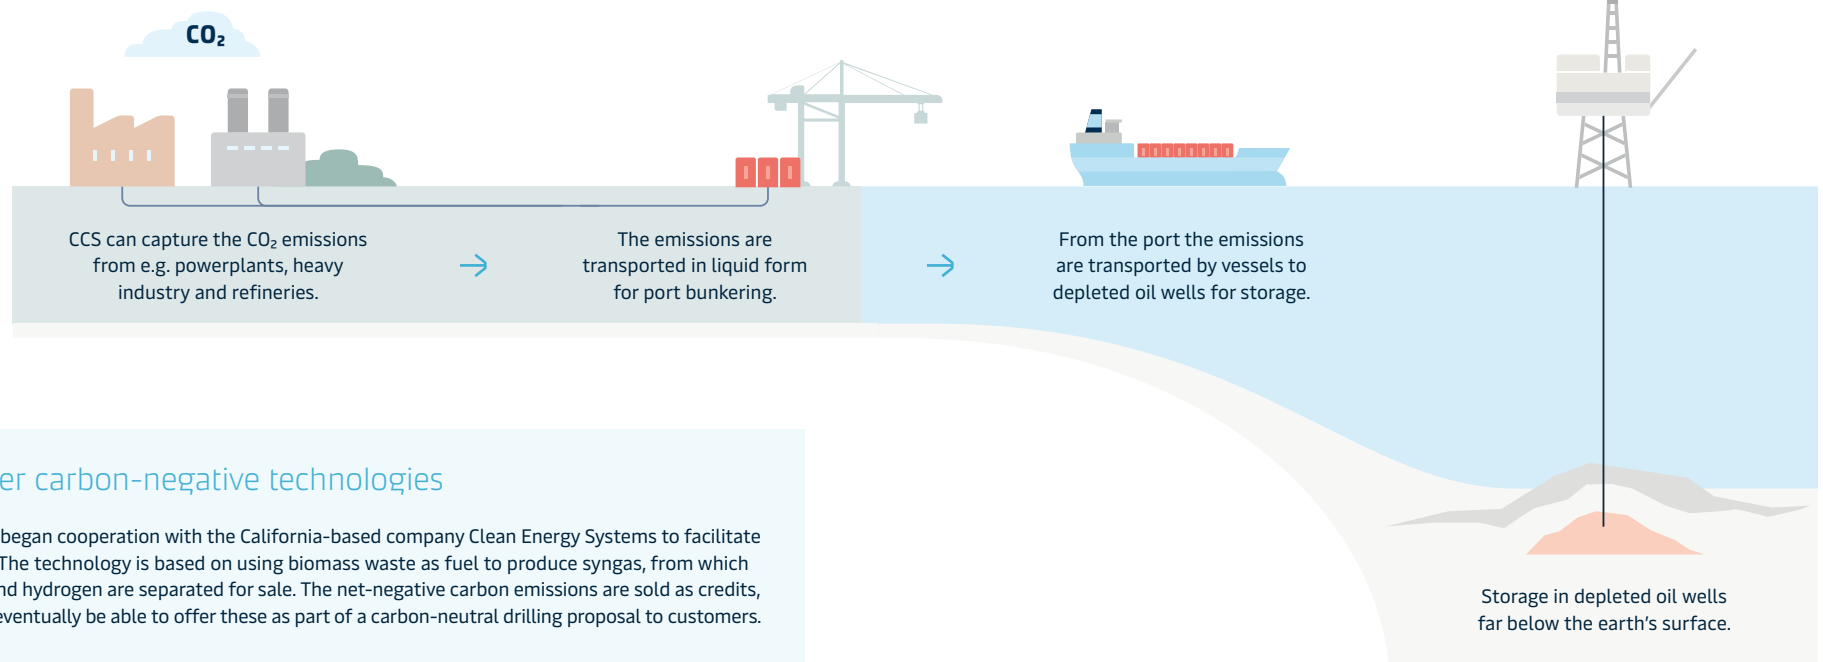 CO₂
CCS can capture the CO₂ emissions
from e.g. powerplants, heavy
industry and refineries.
The emissions are
transported in liquid form
for port bunkering.
From the port the emissions
are transported by vessels to
depleted oil wells for storage.
Storage in depleted oil wells
far below the earth's surface.
er carbon-negative technologies
began cooperation with the California-based company Clean Energy Systems to facilitate
The technology is based on using biomass waste as fuel to produce syngas, from which
nd hydrogen are separated for sale. The net-negative carbon emissions are sold as credits,
eventually be able to offer these as part of a carbon-neutral drilling proposal to customers.